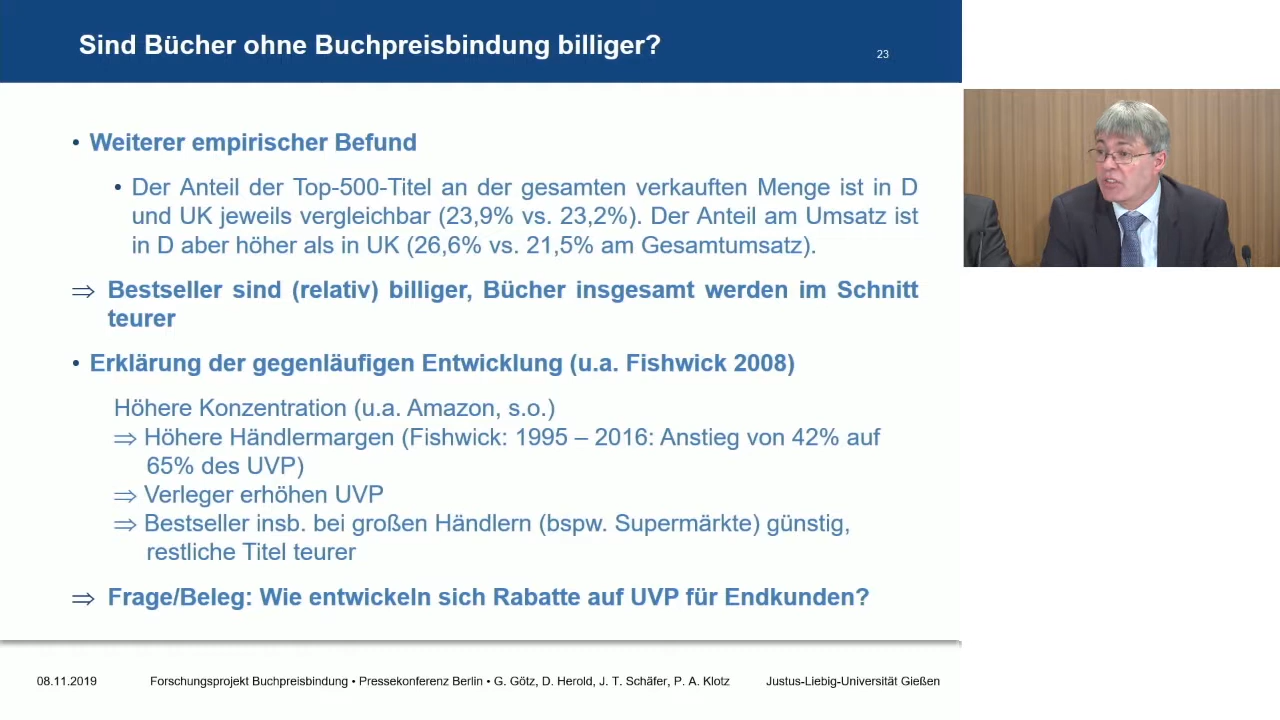 Sind Bücher ohne Buchpreisbindung billiger?
23
• Weiterer empirischer Befund
• Der Anteil der Top-500-Titel an der gesamten verkauften Menge ist in D
und UK jeweils vergleichbar (23,9% vs. 23,2%). Der Anteil am Umsatz ist
in D aber höher als in UK (26,6% vs. 21,5% am Gesamtumsatz).
⇒ Bestseller sind (relativ) billiger, Bücher insgesamt werden im Schnitt
teurer
• Erklärung der gegenläufigen Entwicklung (u.a. Fishwick 2008)
Höhere Konzentration (u.a. Amazon, s.o.)
⇒ Höhere Händlermargen (Fishwick: 1995 – 2016: Anstieg von 42% auf
65% des UVP)
⇒ Verleger erhöhen UVP
⇒ Bestseller insb. bei großen Händlern (bspw. Supermärkte) günstig,
restliche Titel teurer
⇒ Frage/Beleg: Wie entwickeln sich Rabatte auf UVP für Endkunden?
08.11.2019 Forschungsprojekt Buchpreisbindung • Pressekonferenz Berlin • G. Götz, D. Herold, J. T. Schäfer, P. A. Klotz Justus-Liebig-Universität Gießen